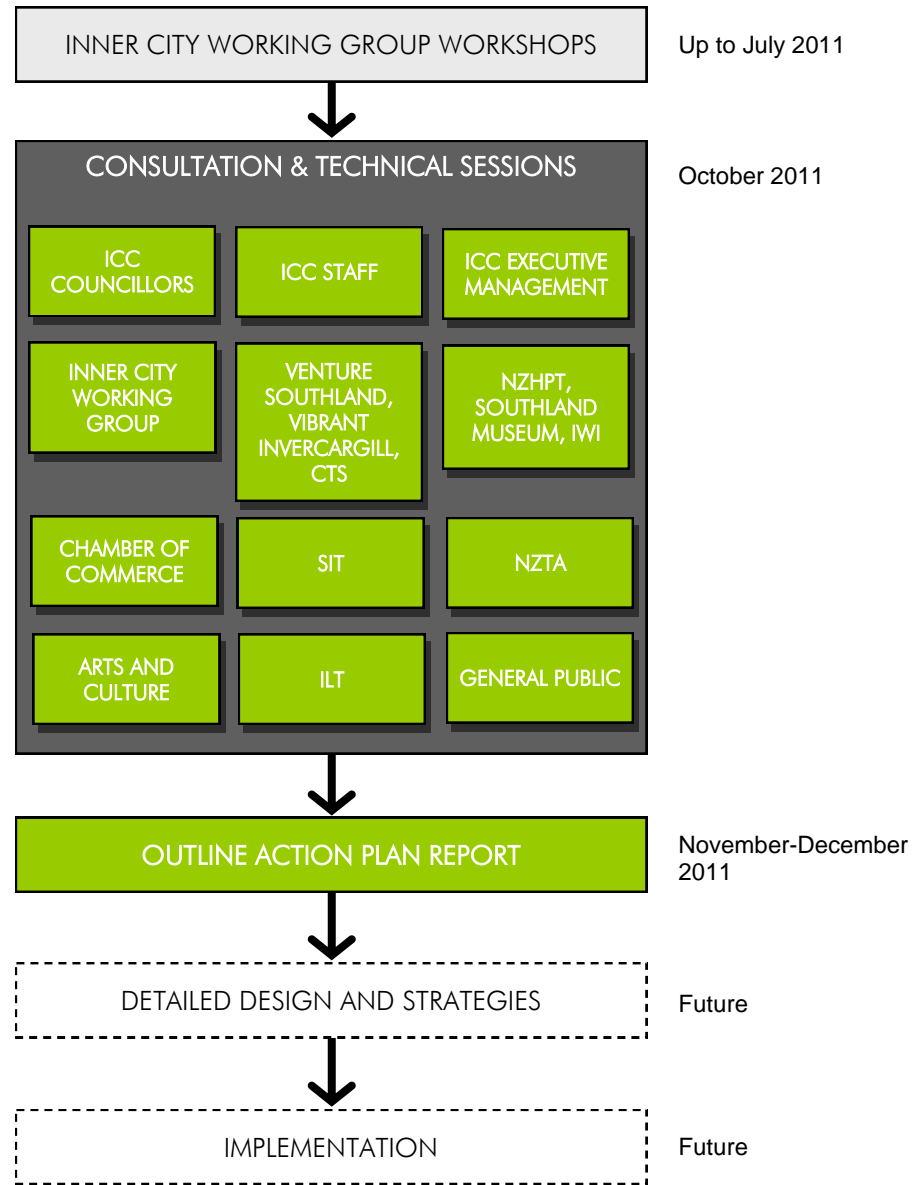 INNER CITY WORKING GROUP WORKSHOPS
Up to July 2011
CONSULTATION & TECHNICAL SESSIONS
October 2011
ICC
COUNCILLORS
ICC STAFF
ICC EXECUTIVE
MANAGEMENT
INNER CITY
WORKING
GROUP
VENTURE
SOUTHLAND,
VIBRANT
INVERCARGILL,
CTS
NZHPT,
SOUTHLAND
MUSEUM, IWI
CHAMBER OF
COMMERCE
SIT
NZTA
ARTS AND
CULTURE
ILT
GENERAL PUBLIC
OUTLINE ACTION PLAN REPORT
November-December
2011
DETAILED DESIGN AND STRATEGIES
Future
IMPLEMENTATION
Future